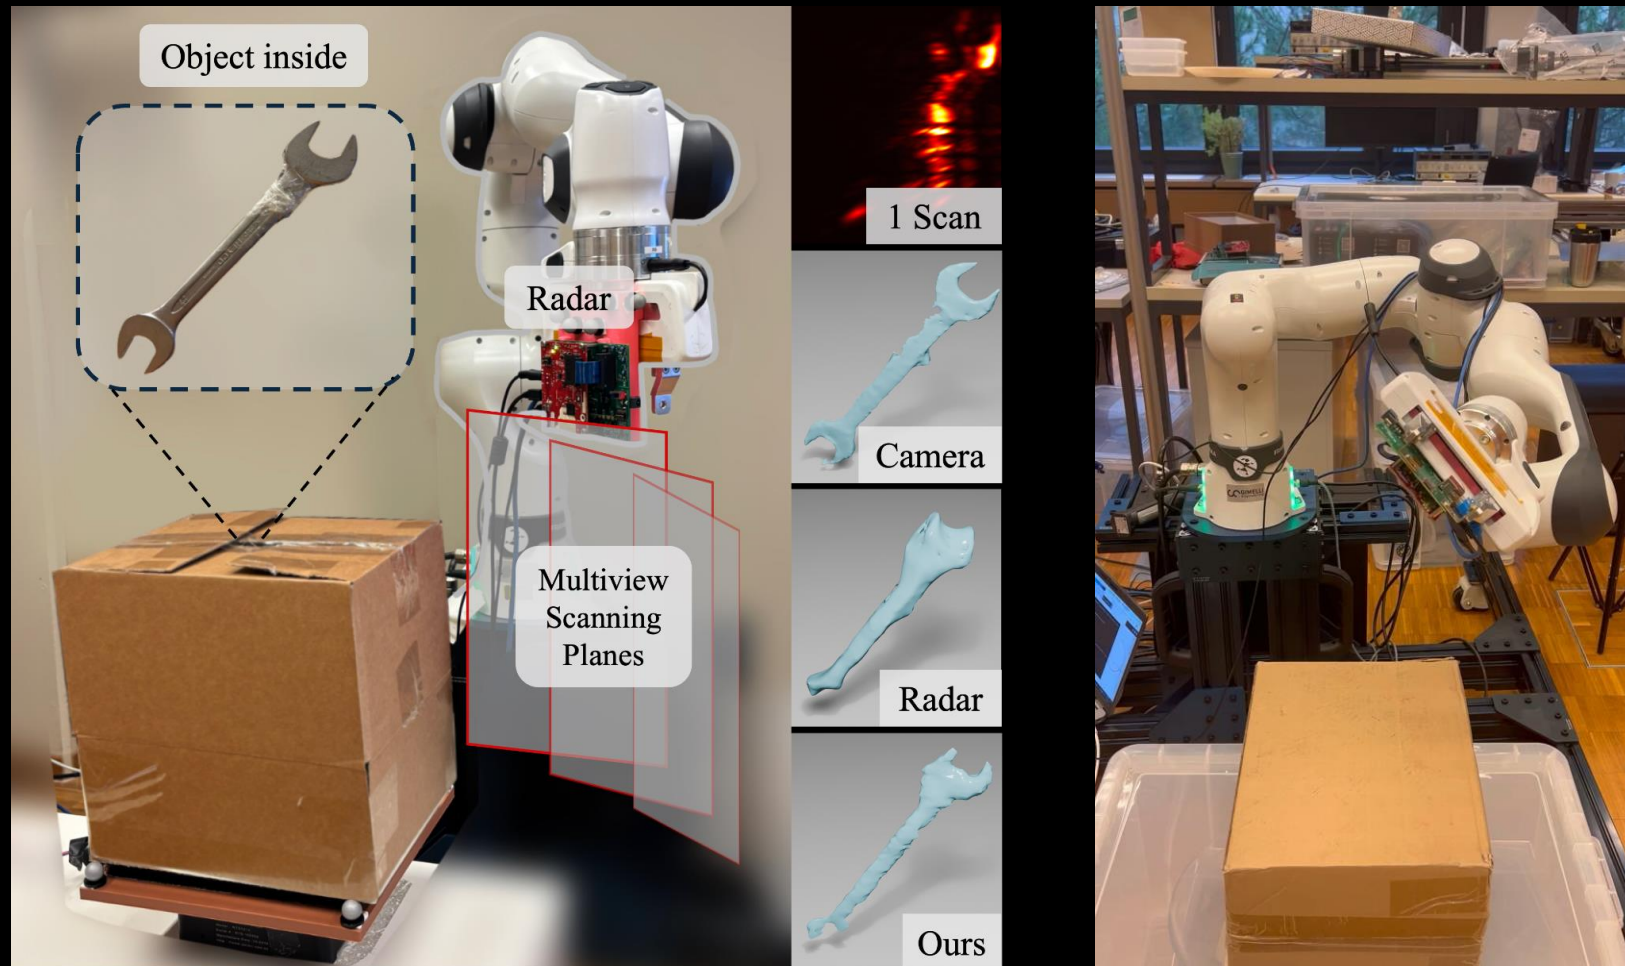 Object inside
Radar
Multiview
Scanning
Planes
1 Scan
Camera
Radar
Ours